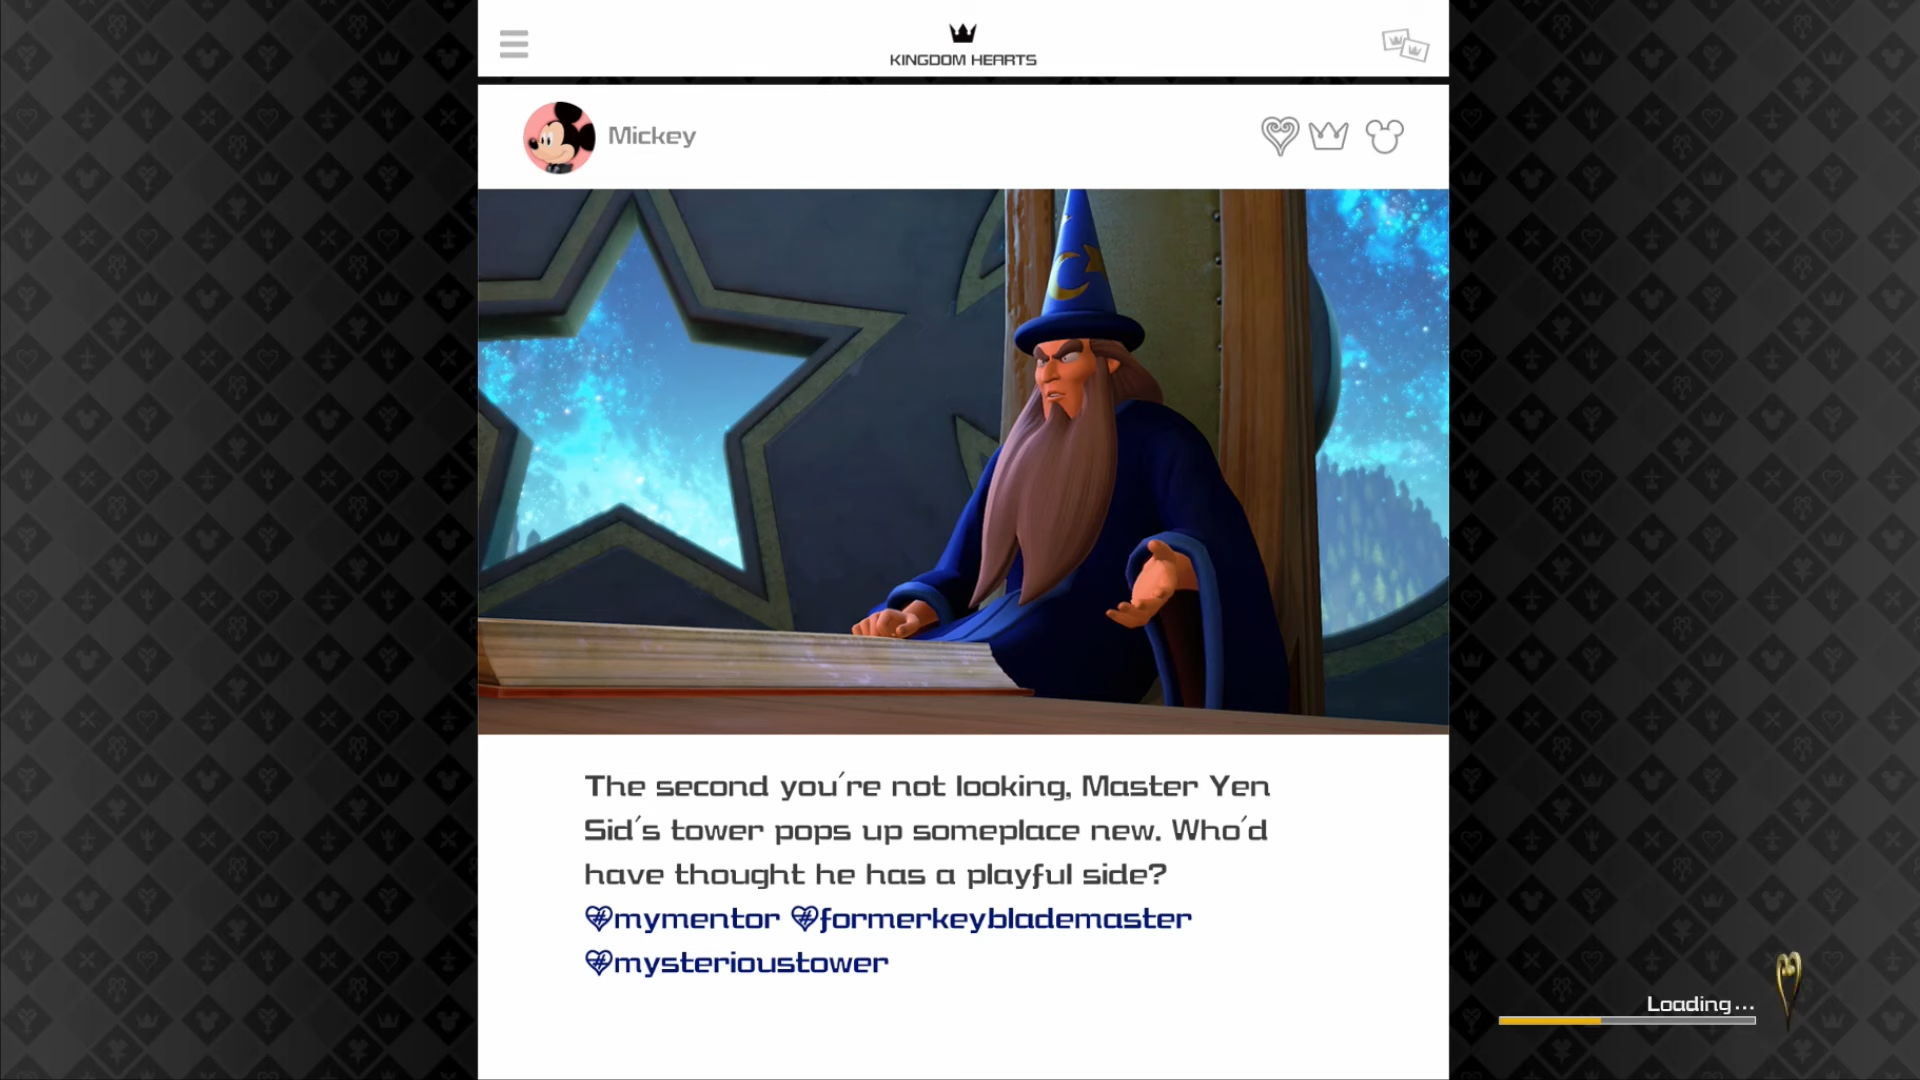 KINGDOM HEARTS
Mickey
The second you're not looking, Master Yen
Sid's tower pops up someplace new. Who'd
have thought he has a playful side?
#mymentor #formerkeyblademaster
#mysterioustower
Loading...